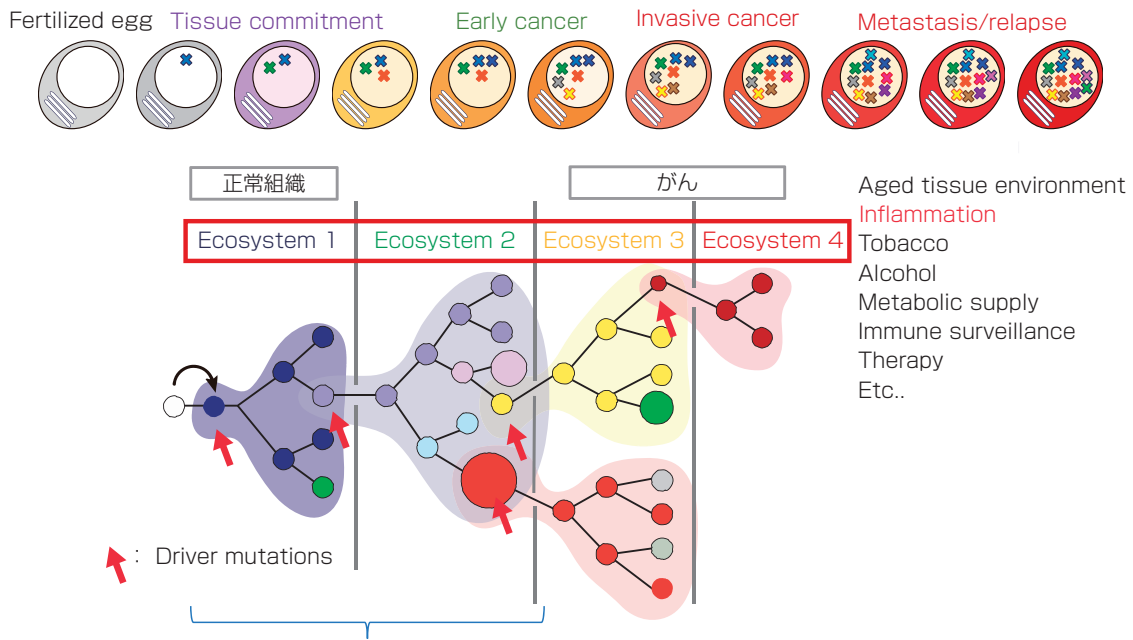 Fertilized egg Tissue commitment Early cancer Invasive cancer Metastasis/relapse
正常組織 がん
Ecosystem 1 Ecosystem 2 Ecosystem 3 Ecosystem 4
Aged tissue environment
Inflammation
Tobacco
Alcohol
Metabolic supply
Immune surveillance
Therapy
Etc..
: Driver mutations